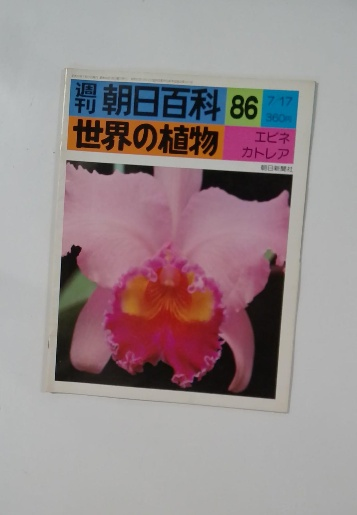 週刊 朝日百科 86 7/17
360円
世界の植物 エビネ
カトレア
朝日新聞社